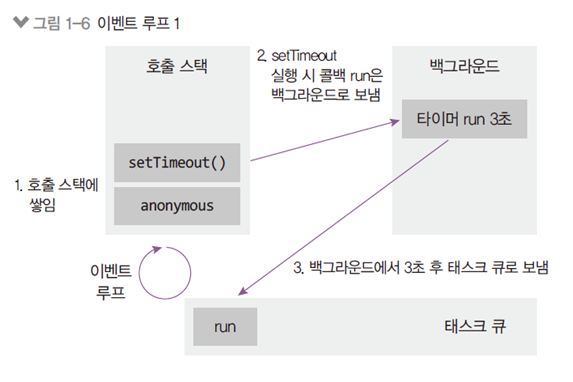 그림 1-6 이벤트 루프 1
호출 스택
2. setTimeout
실행 시 콜백 run은
백그라운드로 보냄
백그라운드
타이머 run 3초
setTimeout()
1. 호출 스택에
쌓임
anonymous
이벤트
루프
3. 백그라운드에서 3초 후 태스크 큐로 보냄
run
태스크 큐